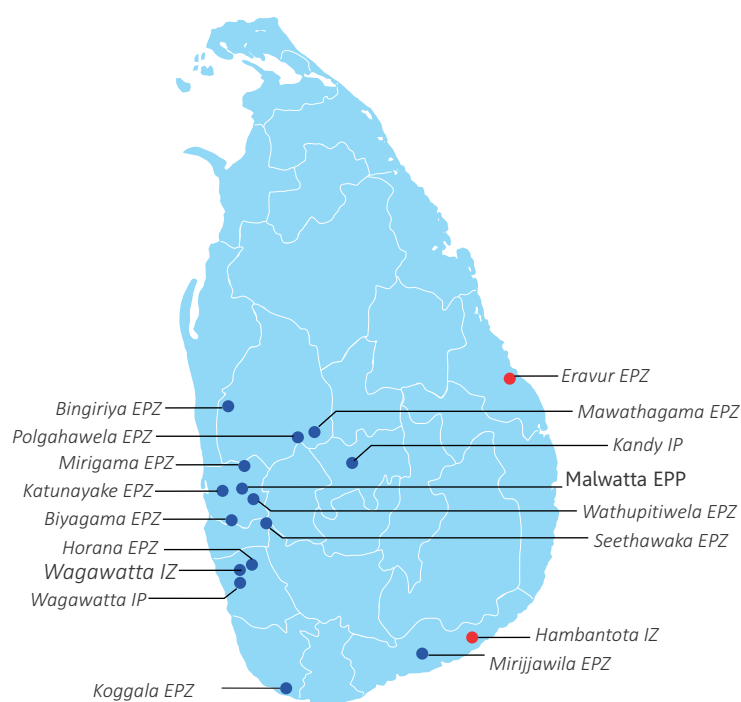 Eravur EPZ
Bingiriya EPZ
Mawathagama EPZ
Polgahawela EPZ
Kandy IP
Mirigama EPZ
Malwatta EPP
Katunayake EPZ
Wathupitiwela EPZ
Biyagama EPZ
Seethawaka EPZ
Horana EPZ
Wagawatta IZ
Wagawatta IP
Hambantota IZ
Mirijjawila EPZ
Koggala EPZ